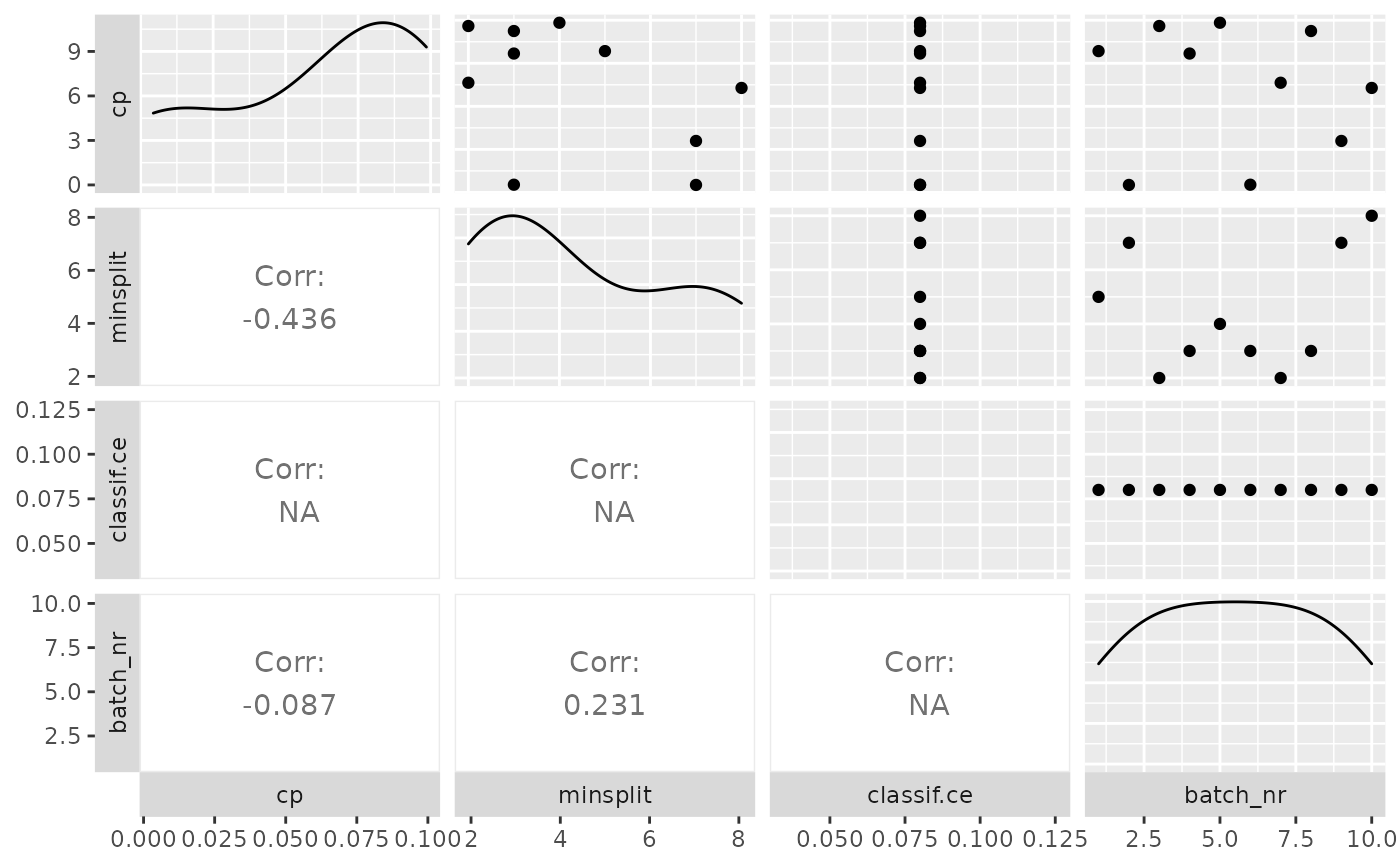 9
6
3
0
cp
8
6
4
2
minsplit
Corr:
-0.436
0.125
0.100
0.075
0.050
classif.ce
Corr:
NA
Corr:
NA
10.0
7.5
5.0
2.5
batch_nr
Corr:
-0.087
Corr:
0.231
Corr:
NA
cp minsplit classif.ce batch_nr
0.000 0.025 0.050 0.075 0.100 2 4 6 8 0.050 0.075 0.100 0.125 2.5 5.0 7.5 10.0